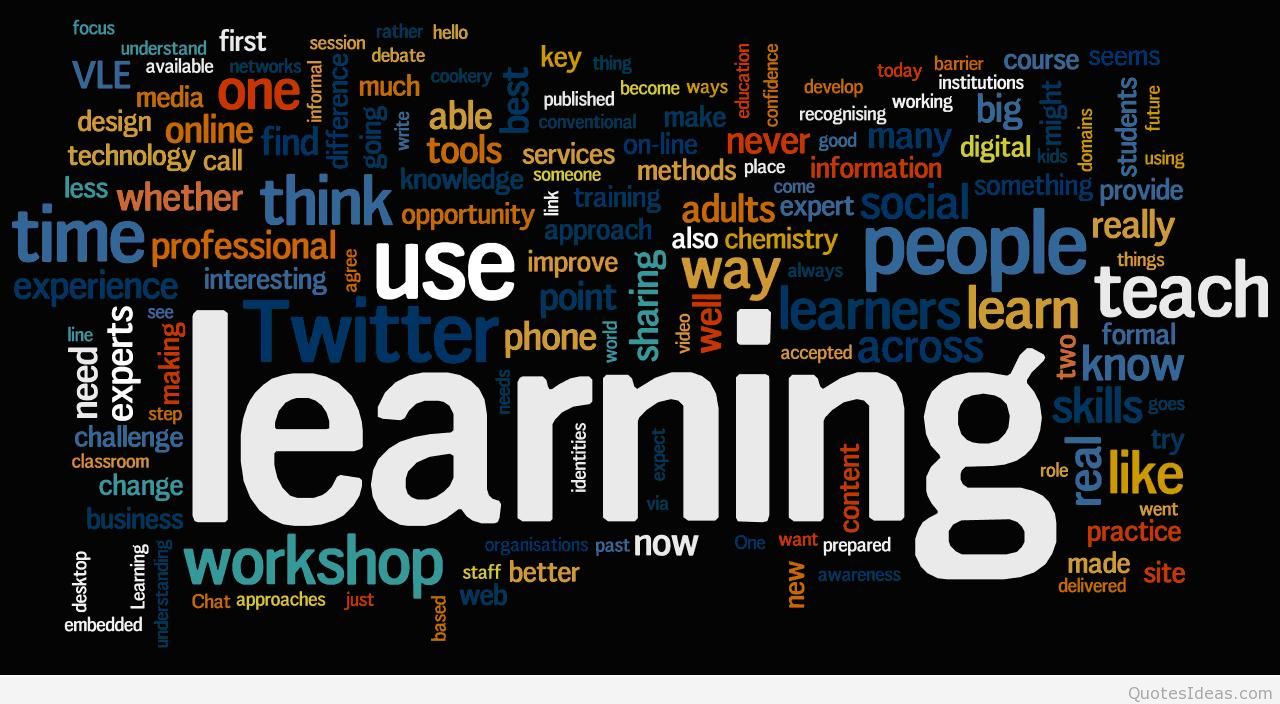 focus
understand
first
session
rather
hello
debate
key
thing
VLE
available
networks
media
one
informal
difference
much
cookery
best
published
become
ways
education
confidence
develop
today
barrier
institutions
course
seems
design
online
find
going
write
able
conventional
make
recognising
working
big
might
students
future
technology
call
tools
services
on-line
never
good
many
digital
kids
domains
using
less
whether
think
knowledge
someone
methods
place
information
come
something
provide
time
professional
opportunity
link
training
approach
adults
expert
social
people
really
also
chemistry
experience
interesting
agree
use
improve
sharing
way
always
things
teach
line
see
need
experts
making
Twitter
point
phone
world
video
well
learners
learn
accepted
across
formal
two
know
step
learning
needs
identities
expect
via
content
skills
goes
try
challenge
classroom
change
business
role
real
like
went
practice
desktop
Learning
understanding
embedded
workshop
organisations
past
now
One
want
prepared
made
site
delivered
staff
better
web
new
awareness
Chat
approaches
just
based
QuotesIdeas.com